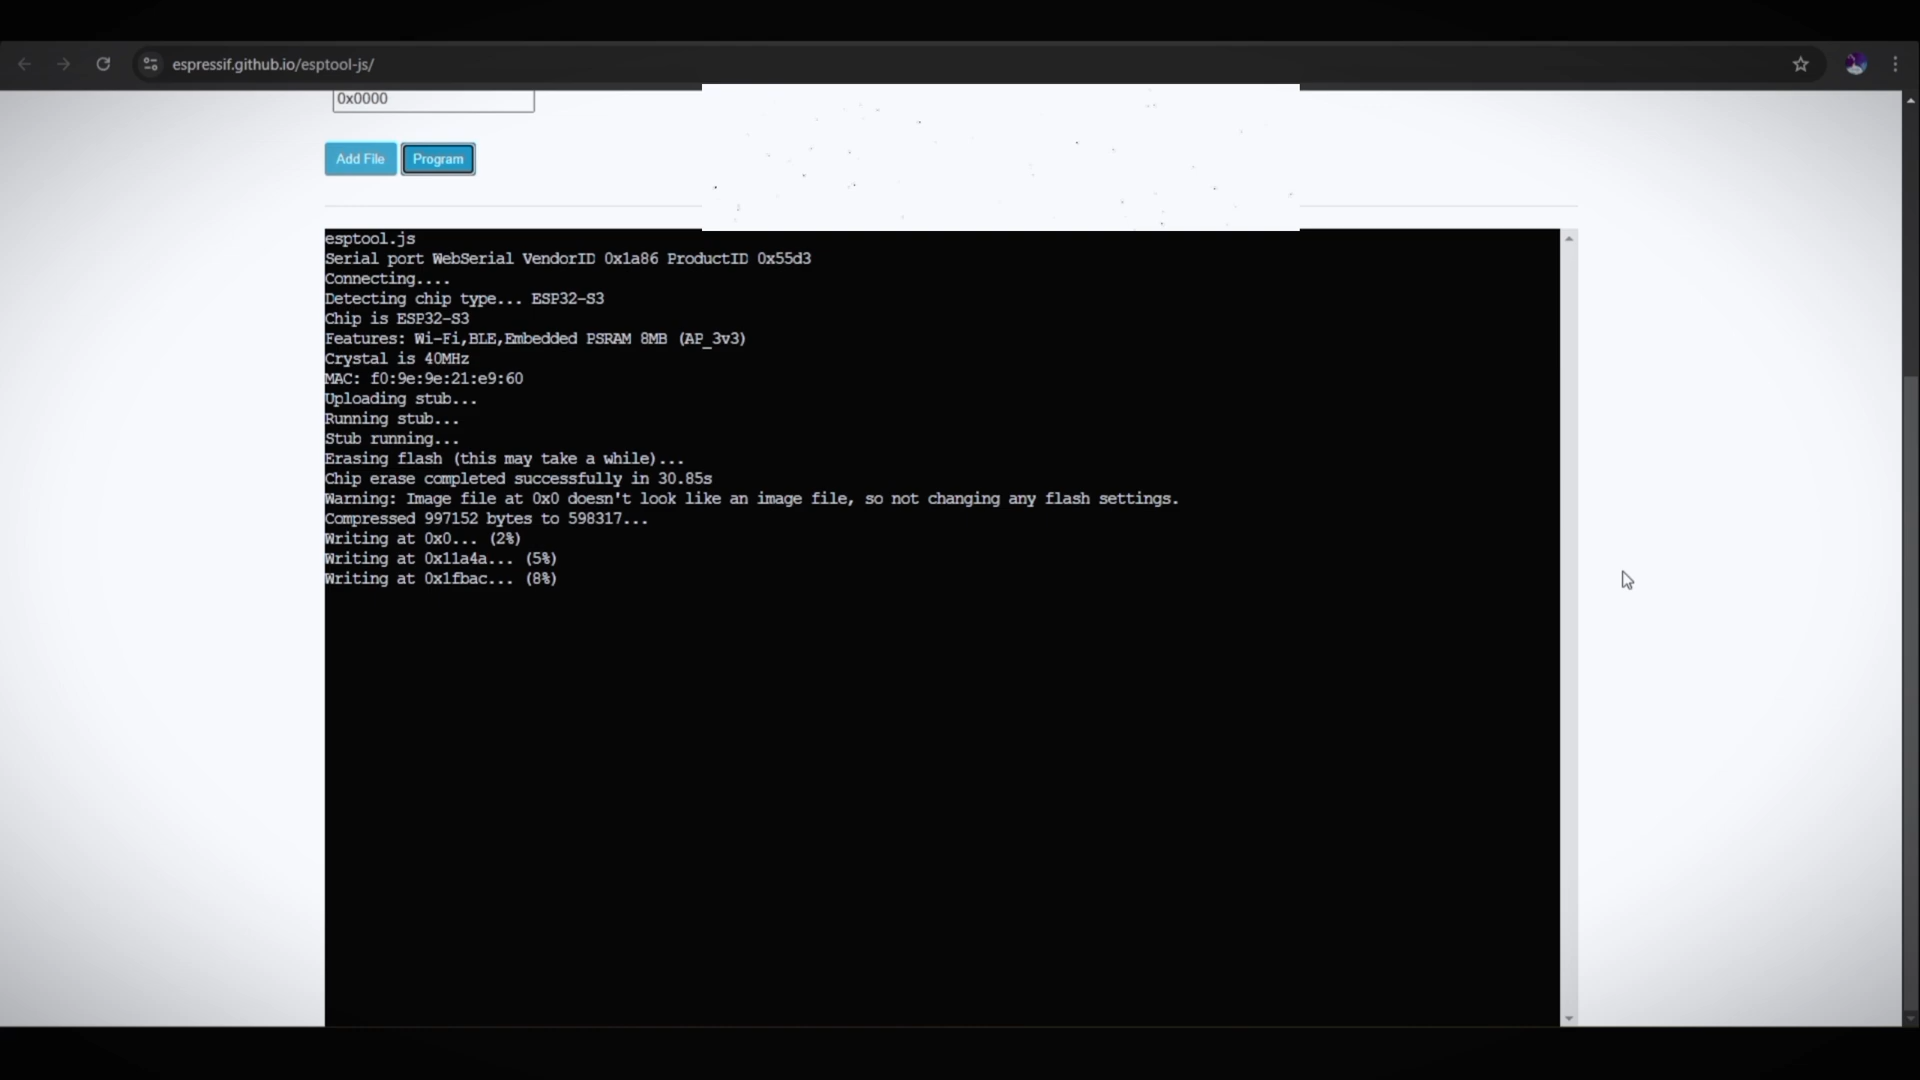 espressif.github.io/esptool-js/
0x0000
Add File
Program
esptool.js
Serial port WebSerial VendorID 0x1a86 ProductID 0x55d3
Connecting....
Detecting chip type... ESP32-S3
Chip is ESP32-S3
Features: Wi-Fi,BLE,Embedded PSRAM 8MB (AP_3v3)
Crystal is 40MHz
MAC: f0:9e:9e:21:e9:60
Uploading stub...
Running stub...
Stub running...
Erasing flash (this may take a while)...
Chip erase completed successfully in 30.85s
Warning: Image file at 0x0 doesn't look like an image file, so not changing any flash settings.
Compressed 997152 bytes to 598317...
Writing at 0x0... (2%)
Writing at 0x11a4a... (5%)
Writing at 0x1fbac... (8%)